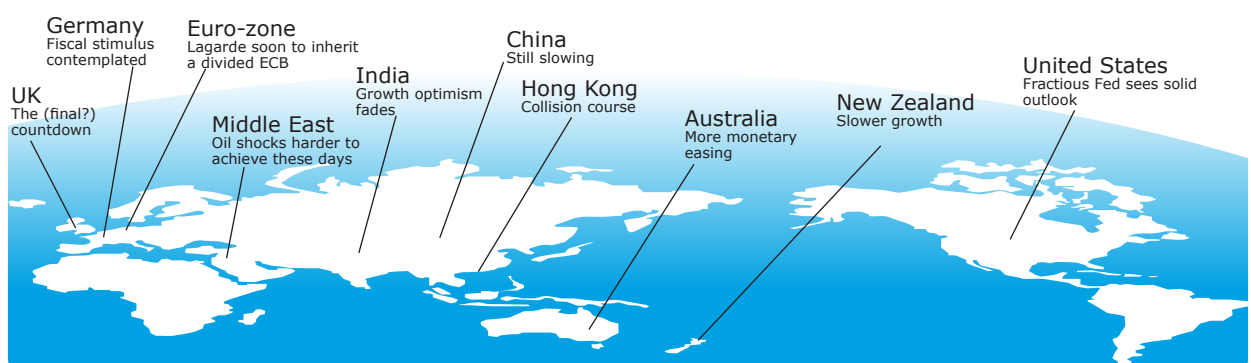 Germany
Fiscal stimulus
contemplated
Euro-zone
Lagarde soon to inherit
a divided ECB
UK
The (final?)
countdown
Middle East
Oil shocks harder to
achieve these days
India
Growth optimism
fades
China
Still slowing
Hong Kong
Collision course
Australia
More monetary
easing
New Zealand
Slower growth
United States
Fractious Fed sees solid
outlook